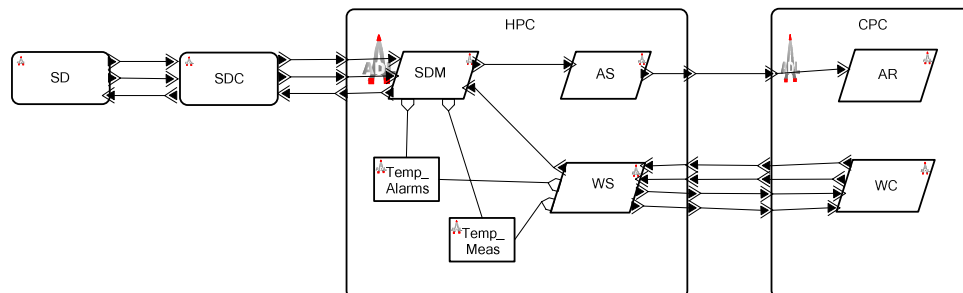 HPC
CPC
SD
SDC
SDM
AS
AR
Temp_
Alarms
WS
WC
Temp_
Meas